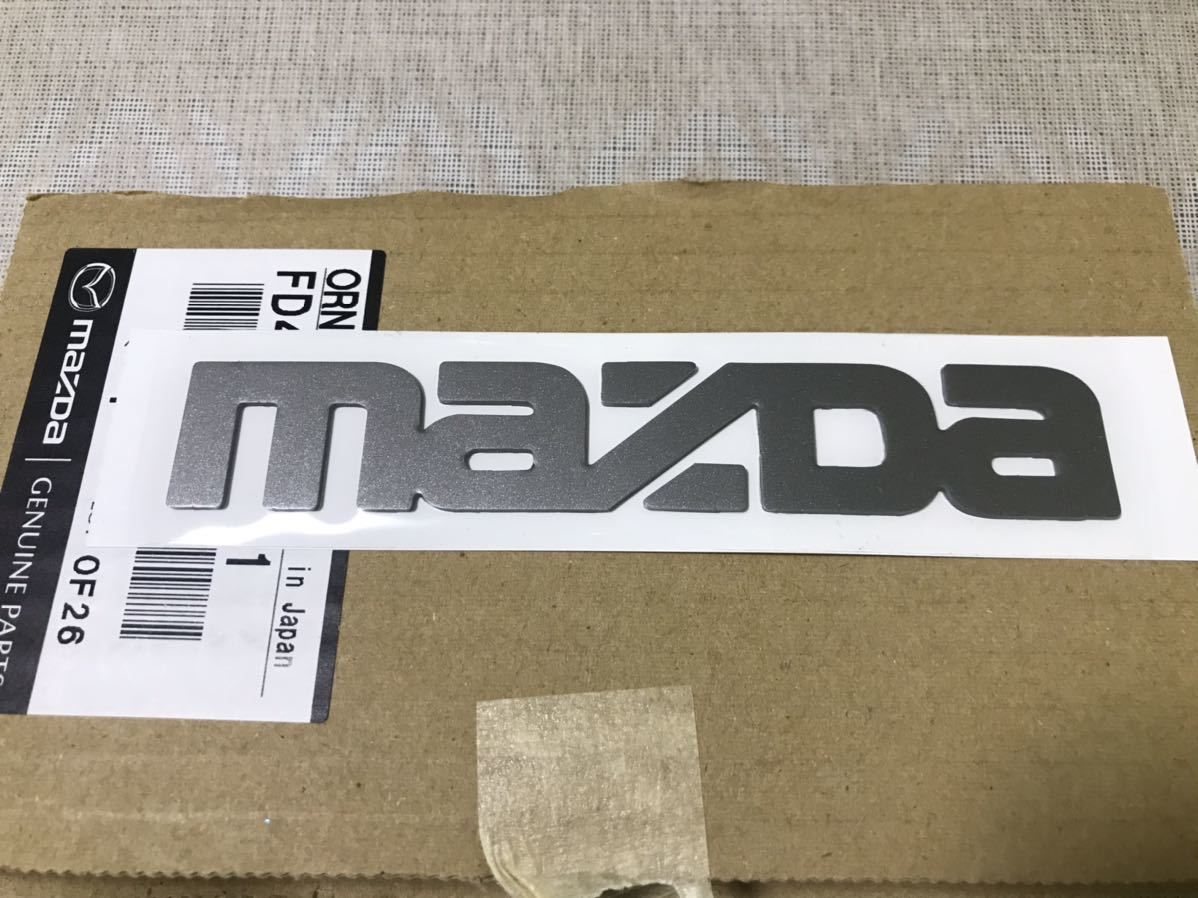 mazDa
mazDa | GENUINE PARTS
ORN
FD
1
in Japan
0F26